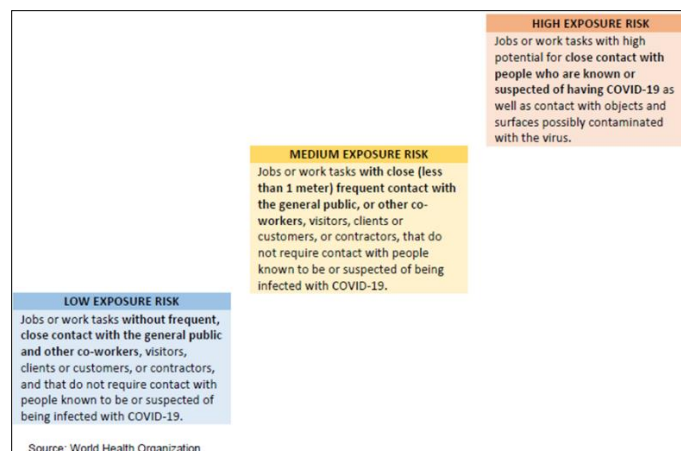 HIGH EXPOSURE RISK
Jobs or work tasks with high
potential for close contact with
people who are known or
suspected of having COVID-19 as
well as contact with objects and
surfaces possibly contaminated
with the virus.
MEDIUM EXPOSURE RISK
Jobs or work tasks with close (less
than 1 meter) frequent contact with
the general public, or other co-
workers, visitors, clients or
customers, or contractors, that do
not require contact with people
known to be or suspected of being
infected with COVID-19.
LOW EXPOSURE RISK
Jobs or work tasks without frequent,
close contact with the general public
and other co-workers, visitors,
clients or customers, or contractors,
and that do not require contact with
people known to be or suspected of
being infected with COVID-19.
Source: World Health Organization